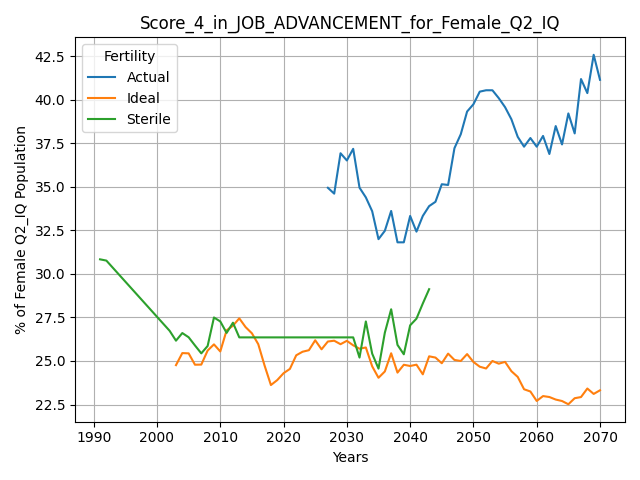 Score_4_in_JOB_ADVANCEMENT_for_Female_Q2_IQ
Fertility
Actual
Ideal
Sterile
% of Female Q2_IQ Population
42.5
40.0
37.5
35.0
32.5
30.0
27.5
25.0
22.5
1990 2000 2010 2020 2030 2040 2050 2060 2070
Years